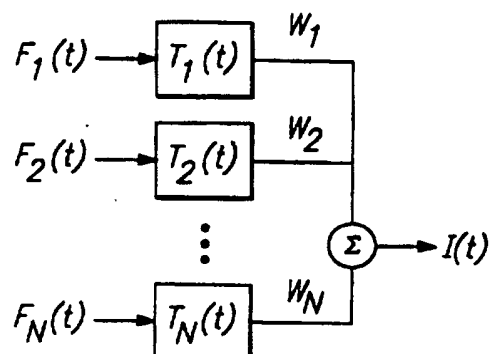 W1
F1(t) T1(t)
W2
F2(t) T2(t)
Σ I(t)
WN
FN(t) TN(t)